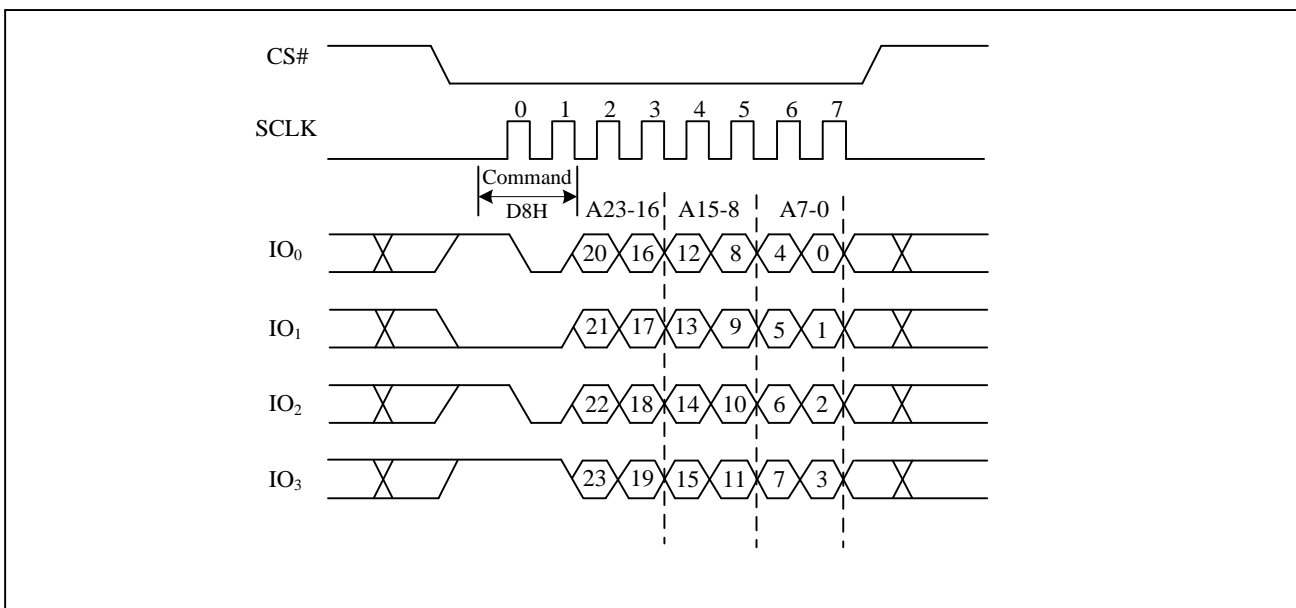 CS#
0 1 2 3 4 5 6 7
SCLK
Command
D8H
A23-16 A15-8 A7-0
IO₀ 20 16 12 8 4 0
IO₁ 21 17 13 9 5 1
IO₂ 22 18 14 10 6 2
IO₃ 23 19 15 11 7 3